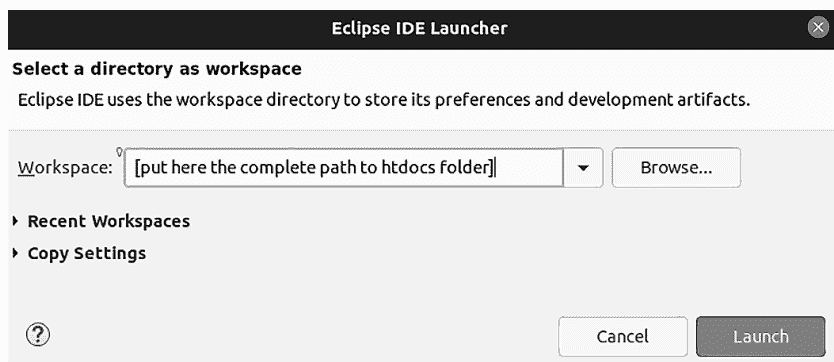 Eclipse IDE Launcher
Select a directory as workspace
Eclipse IDE uses the workspace directory to store its preferences and development artifacts.
Workspace: [put here the complete path to htdocs folder] Browse...
Recent Workspaces
Copy Settings
? Cancel Launch